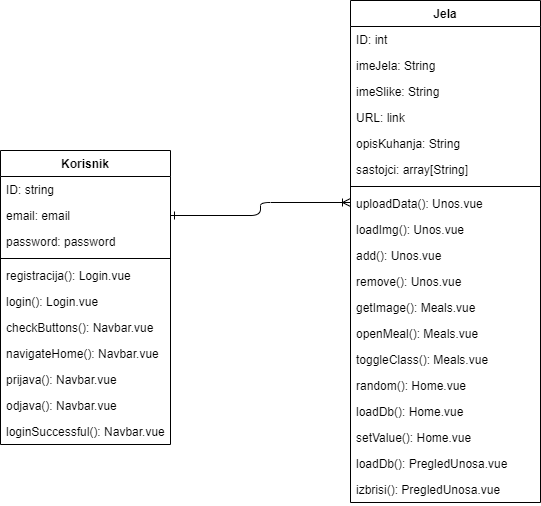 Korisnik
ID: string
email: email
password: password
registracija(): Login.vue
login(): Login.vue
checkButtons(): Navbar.vue
navigateHome(): Navbar.vue
prijava(): Navbar.vue
odjava(): Navbar.vue
loginSuccessful(): Navbar.vue
Jela
ID: int
imeJela: String
imeSlike: String
URL: link
opisKuhanja: String
sastojci: array[String]
uploadData(): Unos.vue
loadImg(): Unos.vue
add(): Unos.vue
remove(): Unos.vue
getImage(): Meals.vue
openMeal(): Meals.vue
toggleClass(): Meals.vue
random(): Home.vue
loadDb(): Home.vue
setValue(): Home.vue
loadDb(): PregledUnosa.vue
izbrisi(): PregledUnosa.vue